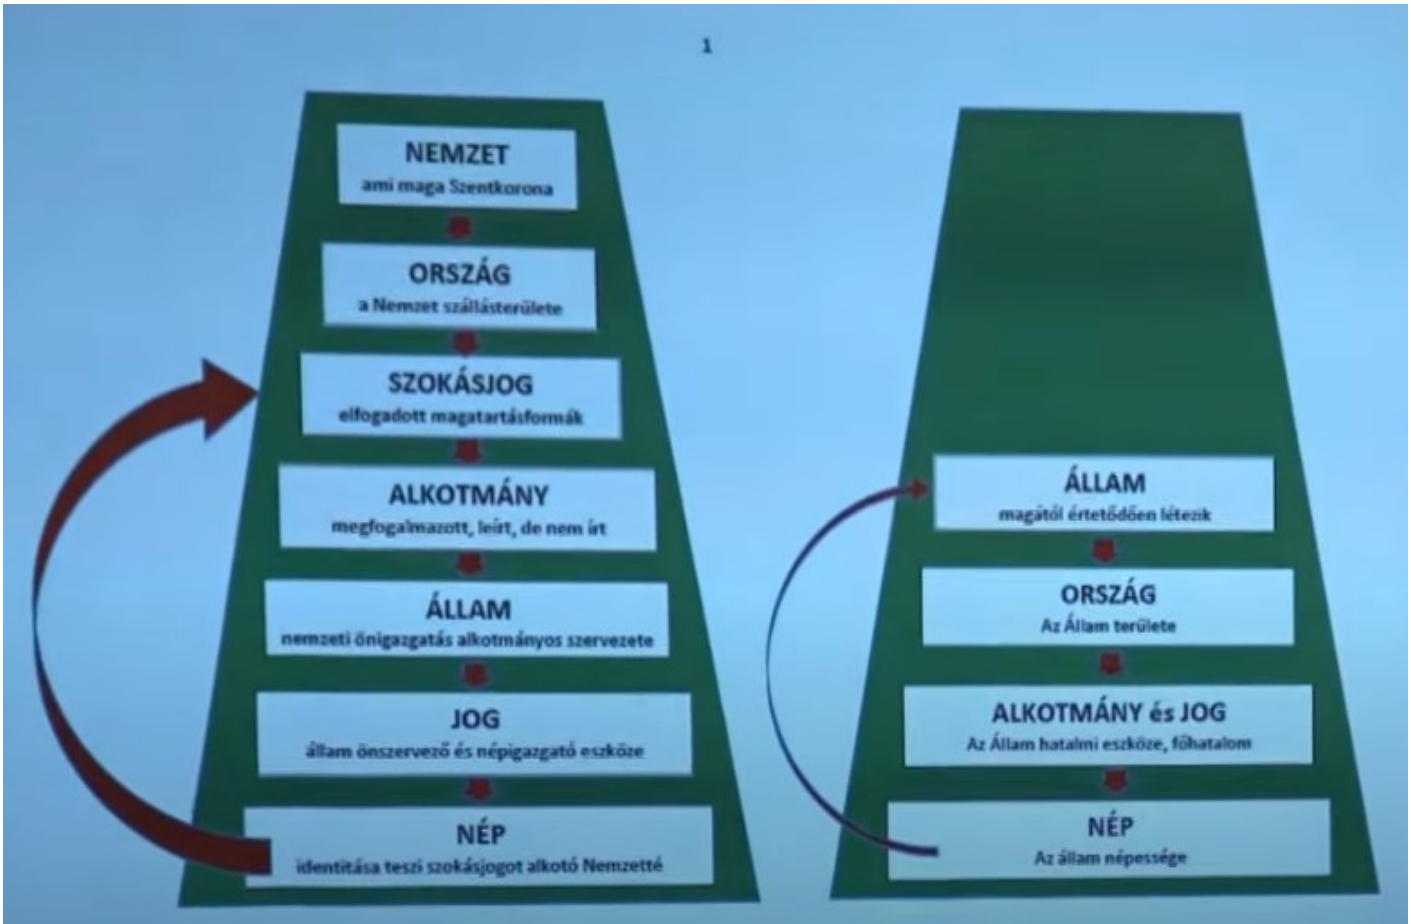 1
NEMZET
ami maga Szentkorona
ORSZÁG
a Nemzet szállásterülete
SZOKÁSJOG
elfogadott magatartásformák
ALKOTMÁNY
megfogalmazott, leírt, de nem írt
ÁLLAM
nemzeti önigazgatás alkotmányos szervezete
JOG
állam önszervező és népigazgató eszköze
NÉP
identitása teszi szokásjogot alkotó Nemzetté
ÁLLAM
magától értetődően létezik
ORSZÁG
Az Állam területe
ALKOTMÁNY és JOG
Az Állam hatalmi eszköze, főhatalom
NÉP
Az állam népessége